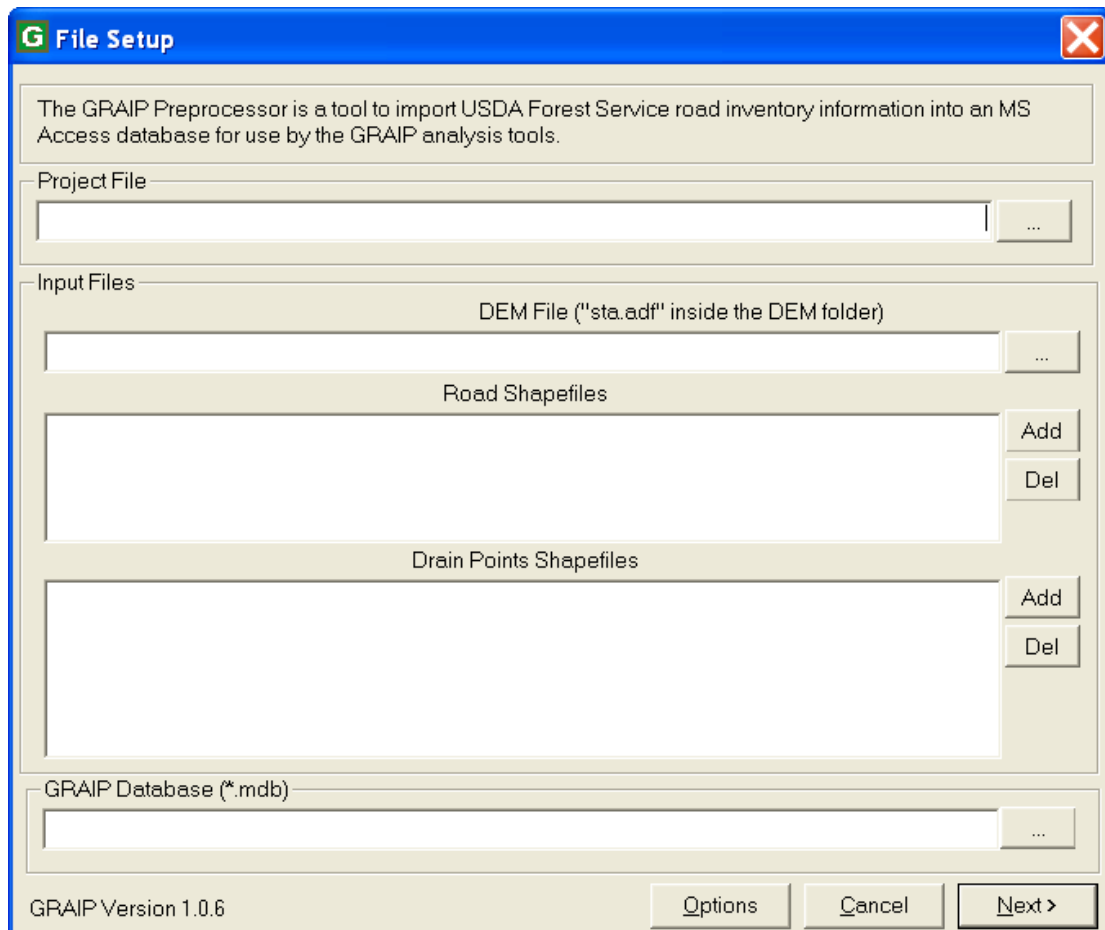 G File Setup
The GRAIP Preprocessor is a tool to import USDA Forest Service road inventory information into an MS
Access database for use by the GRAIP analysis tools.
Project File
...
Input Files
DEM File ("sta.adf" inside the DEM folder)
...
Road Shapefiles
Add
Del
Drain Points Shapefiles
Add
Del
GRAIP Database (*.mdb)
...
GRAIP Version 1.0.6
Options
Cancel
Next >